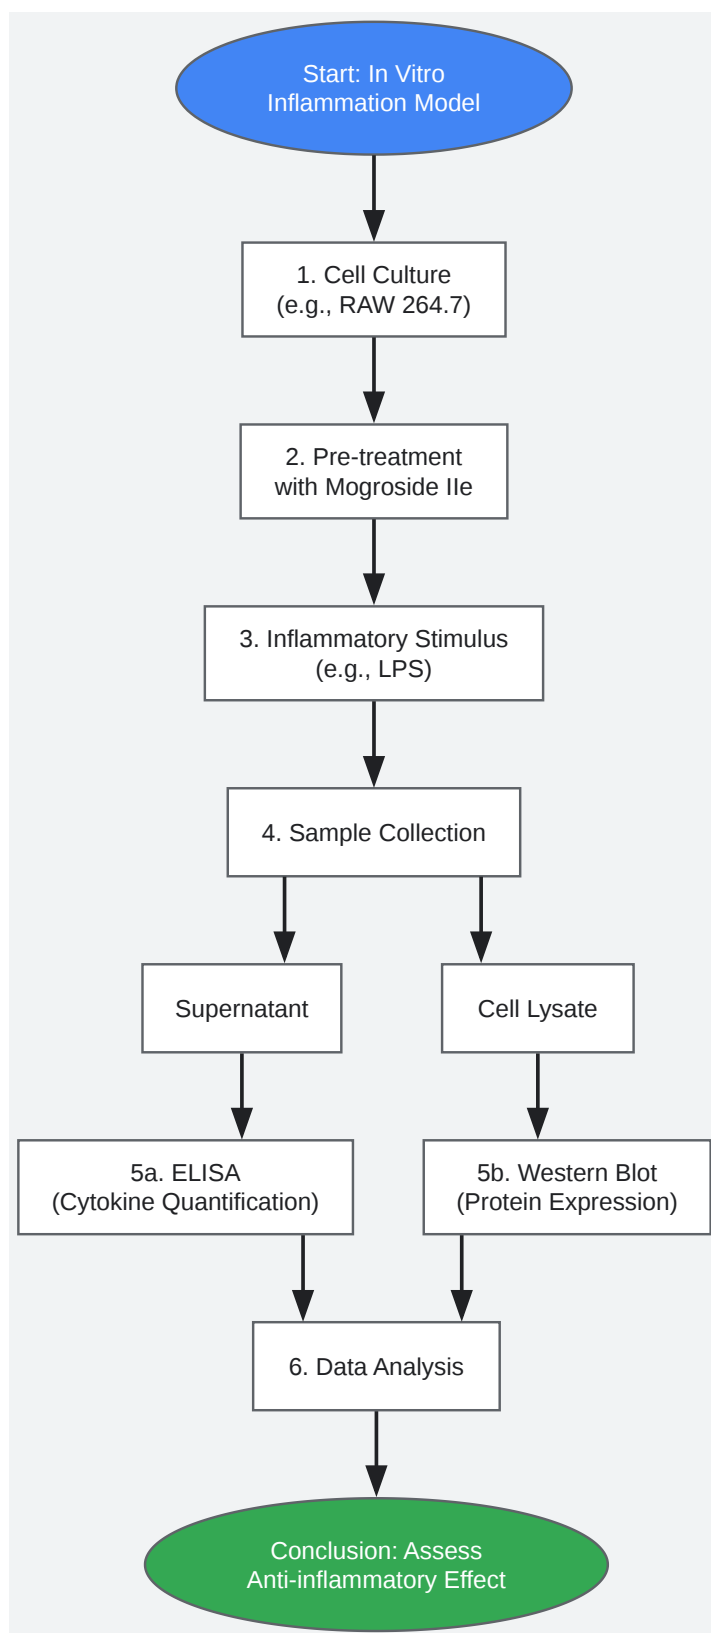 Start: In Vitro
Inflammation Model
1. Cell Culture
(e.g., RAW 264.7)
2. Pre-treatment
with Mogroside IIe
3. Inflammatory Stimulus
(e.g., LPS)
4. Sample Collection
Supernatant
Cell Lysate
5a. ELISA
(Cytokine Quantification)
5b. Western Blot
(Protein Expression)
6. Data Analysis
Conclusion: Assess
Anti-inflammatory Effect